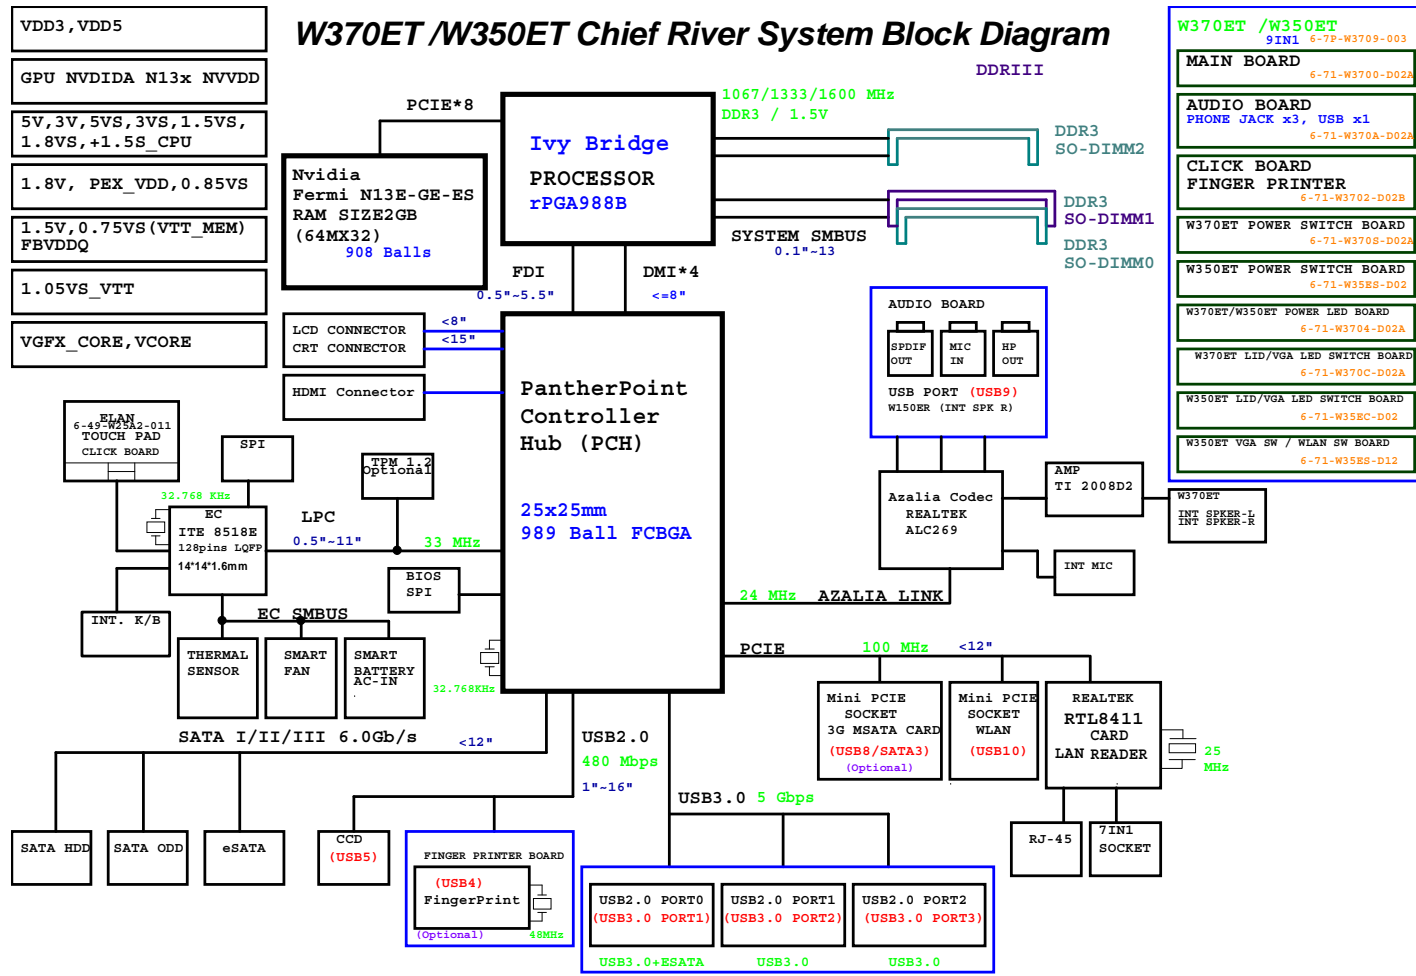 W370ET /W350ET Chief River System Block Diagram
VDD3,VDD5
GPU NVDIDA N13x NVVDD
5V,3V,5VS,3VS,1.5VS,
1.8VS,+1.5S_CPU
1.8V, PEX_VDD,0.85VS
1.5V,0.75VS(VTT_MEM)
FBVDDQ
1.05VS_VTT
VGFX_CORE,VCORE
PCIE*8
Nvidia
Fermi N13E-GE-ES
RAM SIZE2GB
(64MX32)
908 Balls
Ivy Bridge
PROCESSOR
rPGA988B
DDRIII
1067/1333/1600 MHz
DDR3 / 1.5V
DDR3
SO-DIMM2
DDR3
SO-DIMM1
DDR3
SO-DIMM0
SYSTEM SMBUS
0.1"~13
FDI
0.5"~5.5"
DMI*4
<=8"
LCD CONNECTOR
CRT CONNECTOR
<8"
<15"
HDMI Connector
PantherPoint
Controller
Hub (PCH)
25x25mm
989 Ball FCBGA
AUDIO BOARD
SPDIF
OUT
MIC
IN
HP
OUT
USB PORT (USB9)
W150ER (INT SPK R)
W370ET /W350ET
9IN1 6-7P-W3709-003
MAIN BOARD
6-71-W3700-D02A
AUDIO BOARD
PHONE JACK x3, USB x1
6-71-W370A-D02A
CLICK BOARD
FINGER PRINTER
6-71-W3702-D02B
W370ET POWER SWITCH BOARD
6-71-W370S-D02A
W350ET POWER SWITCH BOARD
6-71-W35ES-D02
W370ET/W350ET POWER LED BOARD
6-71-W3704-D02A
W370ET LID/VGA LED SWITCH BOARD
6-71-W370C-D02A
W350ET LID/VGA LED SWITCH BOARD
6-71-W35EC-D02
W350ET VGA SW / WLAN SW BOARD
6-71-W35ES-D12
ELAN
6-49-W25A2-011
TOUCH PAD
CLICK BOARD
SPI
TPM 1.2
Optional
32.768 KHz
EC
ITE 8518E
128pins LQFP
14*14*1.6mm
LPC
0.5"~11"
33 MHz
BIOS
SPI
INT. K/B
EC SMBUS
THERMAL
SENSOR
SMART
FAN
SMART
BATTERY
AC-IN
32.768KHz
Azalia Codec
REALTEK
ALC269
AMP
TI 2008D2
W370ET
INT SPKER-L
INT SPKER-R
INT MIC
24 MHz AZALIA LINK
PCIE 100 MHz <12"
Mini PCIE
SOCKET
3G MSATA CARD
(USB8/SATA3)
(Optional)
Mini PCIE
SOCKET
WLAN
(USB10)
REALTEK
RTL8411
CARD
LAN READER
25
MHz
RJ-45
7IN1
SOCKET
SATA I/II/III 6.0Gb/s <12"
USB2.0
480 Mbps
1"~16"
USB3.0 5 Gbps
SATA HDD
SATA ODD
eSATA
CCD
(USB5)
FINGER PRINTER BOARD
(USB4)
FingerPrint
(Optional)
48MHz
USB2.0 PORT0
(USB3.0 PORT1)
USB2.0 PORT1
(USB3.0 PORT2)
USB2.0 PORT2
(USB3.0 PORT3)
USB3.0+ESATA
USB3.0
USB3.0